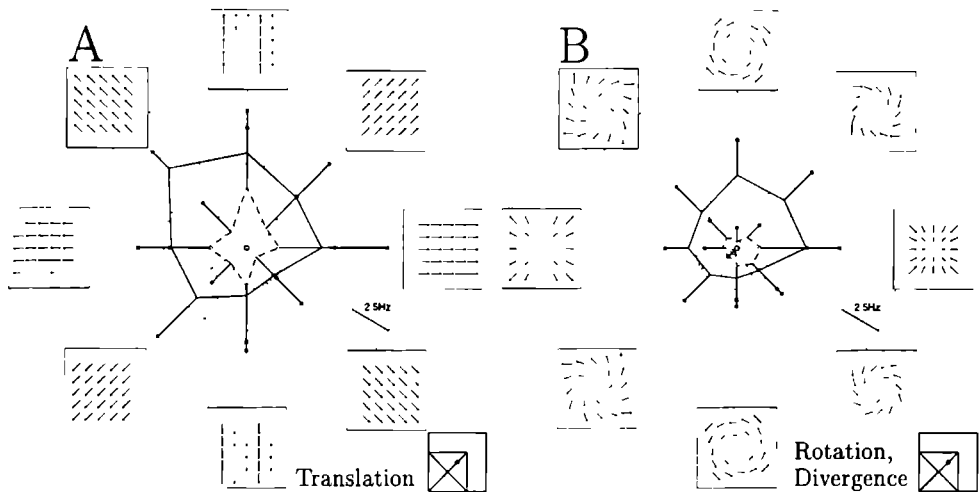 A
B
2 5Hz
2 5Hz
Translation
Rotation,
Divergence